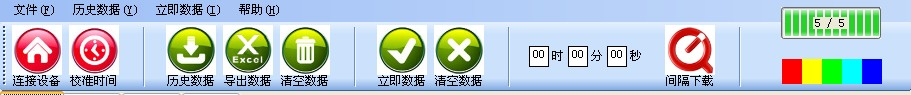 文件(F) 历史数据(T) 立即数据(I) 帮助(H)
5 / 5
Excel
00 时 00 分 00 秒
连接设备 校准时间 历史数据 导出数据 清空数据 立即数据 清空数据 间隔下载